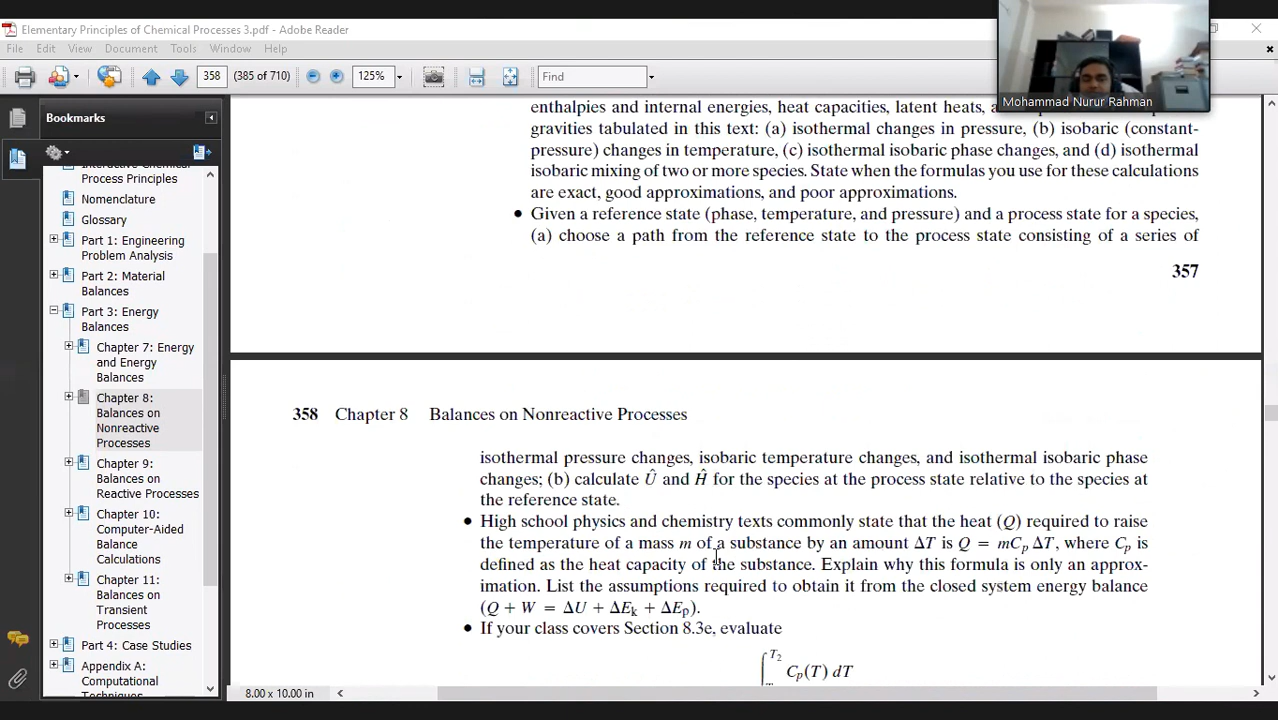 Elementary Principles of Chemical Processes 3.pdf - Adobe Reader
File Edit View Document Tools Window Help
358 (385 of 710) 125% Find
Mohammad Nurur Rahman
Bookmarks
Process Principles
Nomenclature
Glossary
Part 1: Engineering
Problem Analysis
Part 2: Material
Balances
Part 3: Energy
Balances
Chapter 7: Energy
and Energy
Balances
Chapter 8:
Balances on
Nonreactive
Processes
Chapter 9:
Balances on
Reactive Processes
Chapter 10:
Computer-Aided
Balance
Calculations
Chapter 11:
Balances on
Transient
Processes
Part 4: Case Studies
Appendix A:
Computational
enthalpies and internal energies, heat capacities, latent heats,
gravities tabulated in this text: (a) isothermal changes in pressure, (b) isobaric (constant-
pressure) changes in temperature, (c) isothermal isobaric phase changes, and (d) isothermal
isobaric mixing of two or more species. State when the formulas you use for these calculations
are exact, good approximations, and poor approximations.
• Given a reference state (phase, temperature, and pressure) and a process state for a species,
(a) choose a path from the reference state to the process state consisting of a series of
357
358 Chapter 8 Balances on Nonreactive Processes
isothermal pressure changes, isobaric temperature changes, and isothermal isobaric phase
changes; (b) calculate Û and Ĥ for the species at the process state relative to the species at
the reference state.
• High school physics and chemistry texts commonly state that the heat (Q) required to raise
the temperature of a mass m of a substance by an amount ΔT is Q = mCp ΔT, where Cp is
defined as the heat capacity of the substance. Explain why this formula is only an approx-
imation. List the assumptions required to obtain it from the closed system energy balance
(Q + W = ΔU + ΔEk + ΔEp).
• If your class covers Section 8.3e, evaluate
∫ T2 Cp(T) dT
8.00 x 10.00 in